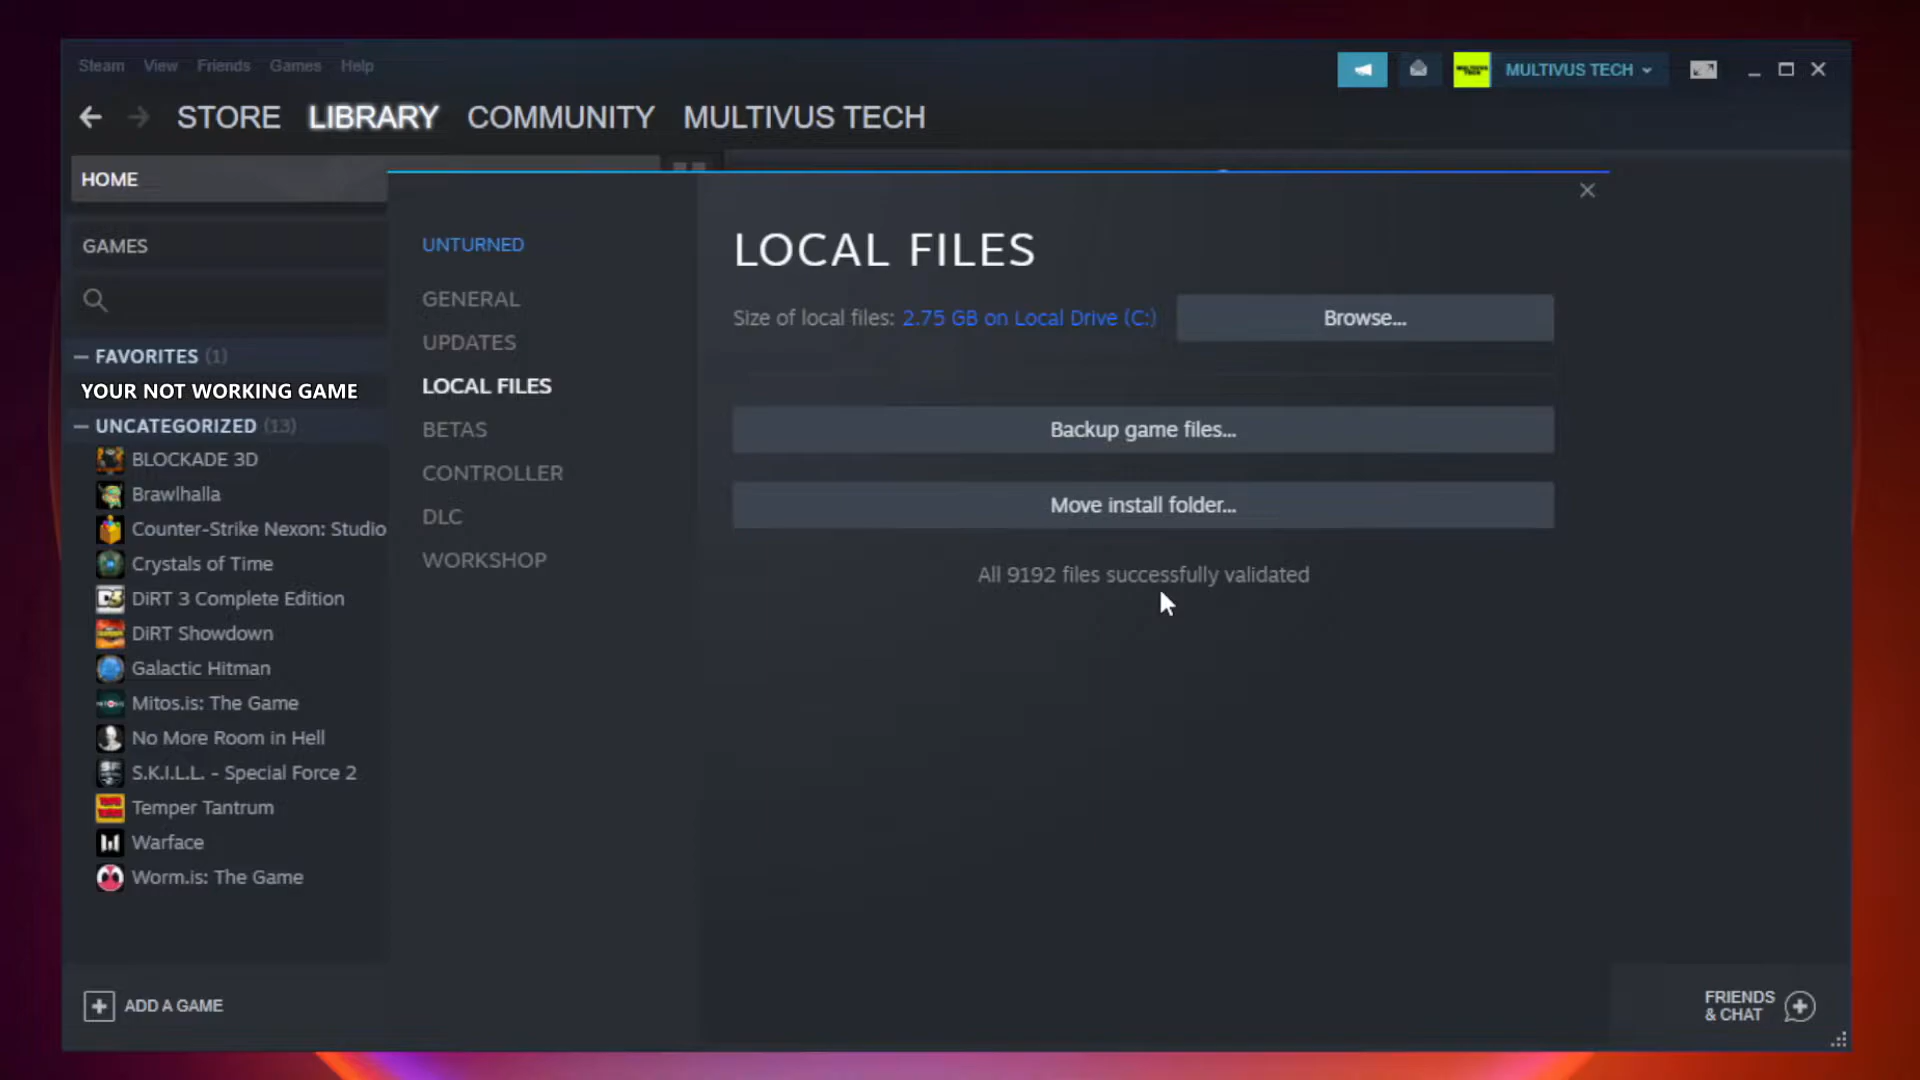 Steam View Friends Games Help
MULTIVUS TECH
STORE LIBRARY COMMUNITY MULTIVUS TECH
HOME
GAMES
— FAVORITES (1)
YOUR NOT WORKING GAME
— UNCATEGORIZED (13)
BLOCKADE 3D
Brawlhalla
Counter-Strike Nexon: Studio
Crystals of Time
DiRT 3 Complete Edition
DiRT Showdown
Galactic Hitman
Mitos.is: The Game
No More Room in Hell
S.K.I.L.L. - Special Force 2
Temper Tantrum
Warface
Worm.is: The Game
ADD A GAME
UNTURNED
GENERAL
UPDATES
LOCAL FILES
BETAS
CONTROLLER
DLC
WORKSHOP
LOCAL FILES
Size of local files: 2.75 GB on Local Drive (C:)
Browse...
Backup game files...
Move install folder...
All 9192 files successfully validated
FRIENDS
& CHAT